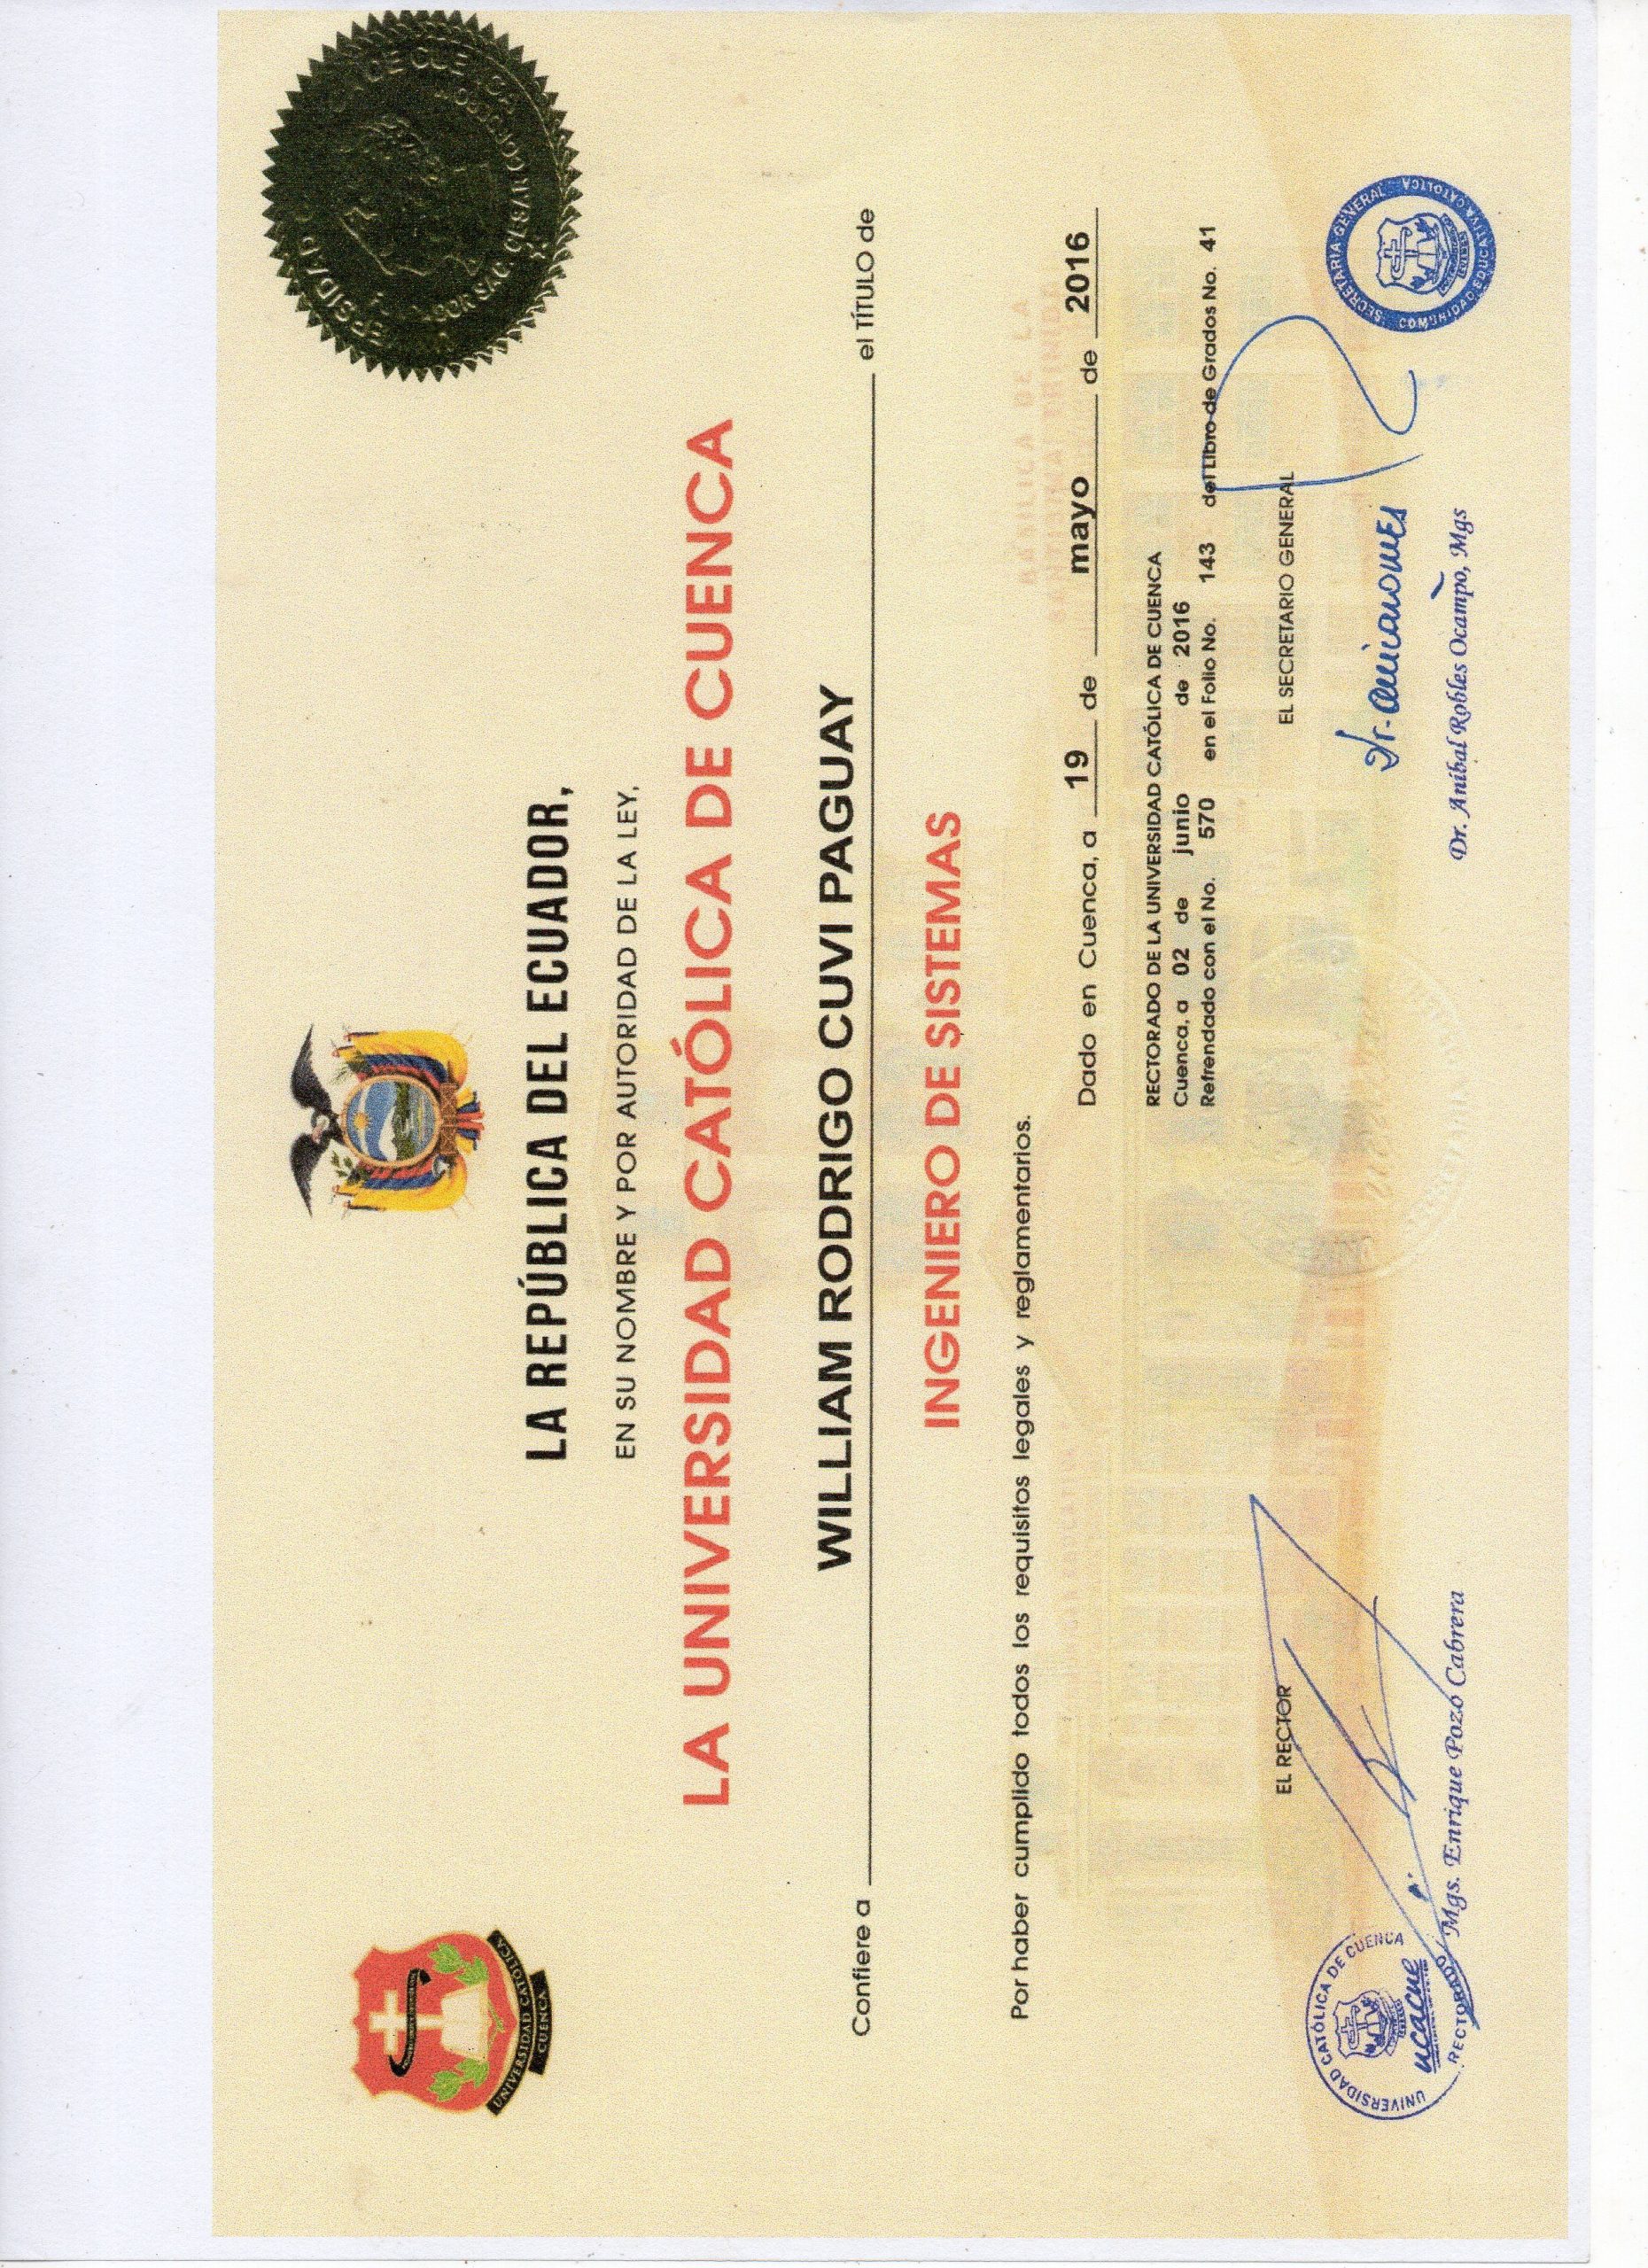 UNIVERSIDAD CATOLICA
CUENCA
LA REPÚBLICA DEL ECUADOR,
EN SU NOMBRE Y POR AUTORIDAD DE LA LEY,
LA UNIVERSIDAD CATÓLICA DE CUENCA
Confiere a WILLIAM RODRIGO CUVI PAGUAY el TÍTULO de
INGENIERO DE SISTEMAS
Por haber cumplido todos los requisitos legales y reglamentarios.
Dado en Cuenca, a 19 de mayo de 2016
RECTORADO DE LA UNIVERSIDAD CATÓLICA DE CUENCA
Cuenca, a 02 de junio de 2016
Refrendado con el No. 570 en el Folio No. 143 del Libro de Grados No. 41
EL RECTOR
EL SECRETARIO GENERAL
UNIVERSIDAD CATÓLICA DE CUENCA
ucacue
RECTORADO
Mgs. Enrique Pozo Cabrera
Dr. Aníbal Robles Ocampo, Mgs
SECRETARIA GENERAL
COMUNIDAD EDUCATIVA CATOLICA